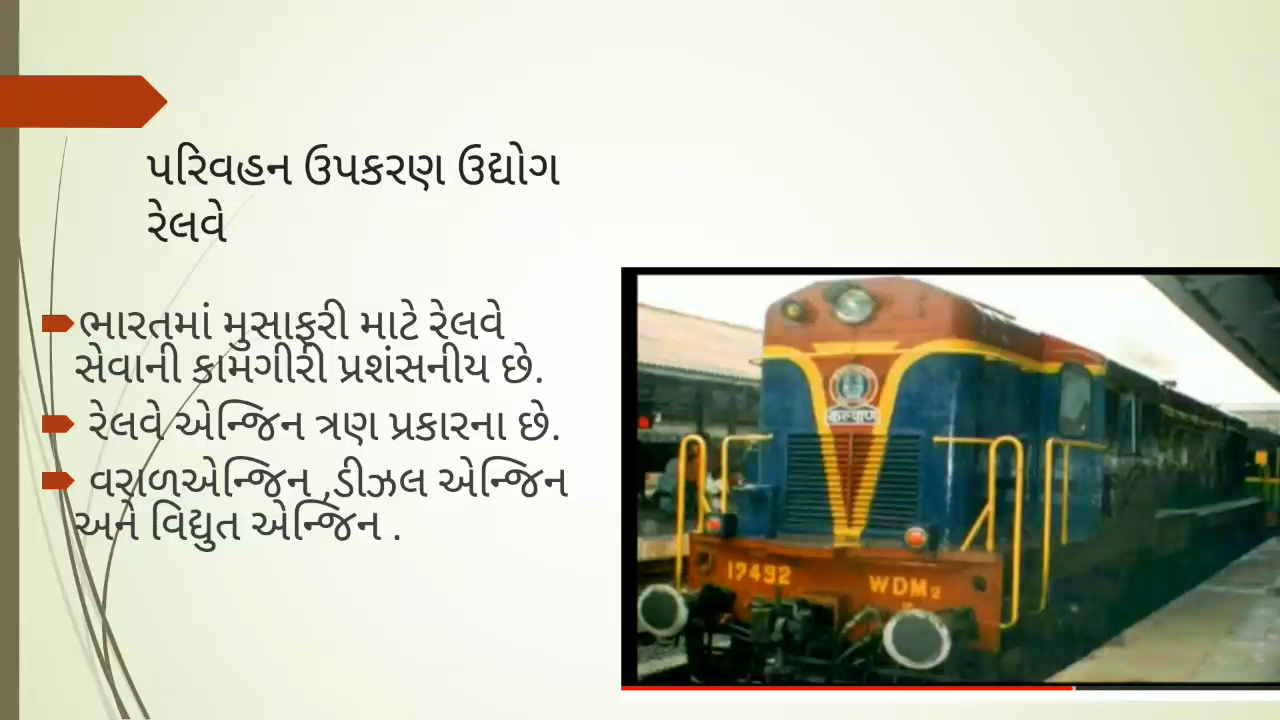 પરિવહન ઉપકરણ ઉદ્યોગ
રેલવે
ભારતમાં મુસાફરી માટે રેલવે
સેવાની કામગીરી પ્રશંસનીય છે.
રેલવે એન્જિન ત્રણ પ્રકારના છે.
વરાળએન્જિન ,ડીઝલ એન્જિન
અને વિદ્યુત એન્જિન .
कल्याण
17492 WDM2